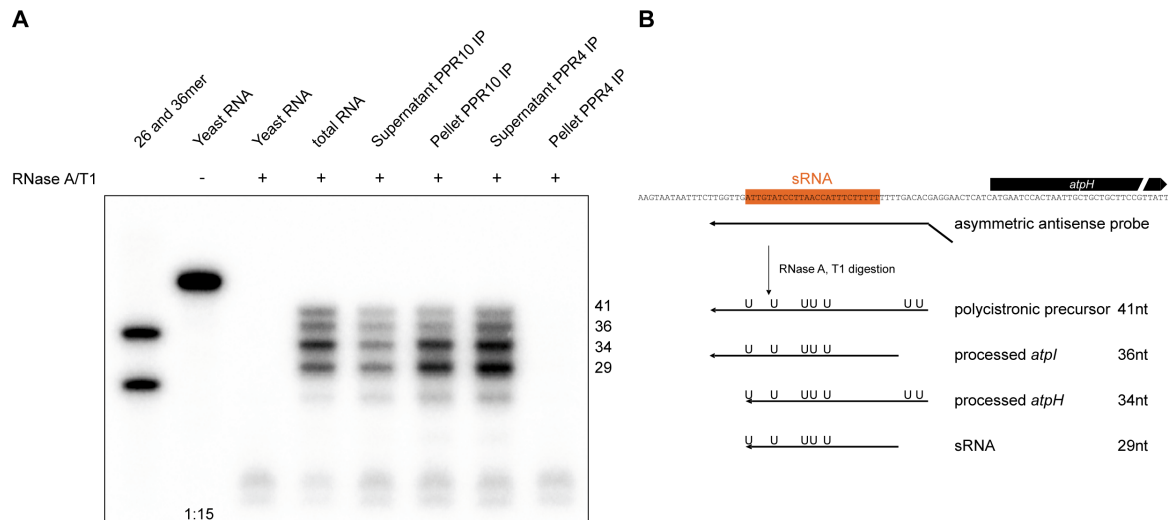 A
B
26 and 36mer
Yeast RNA
Yeast RNA
total RNA
Supernatant PPR10 IP
Pellet PPR10 IP
Supernatant PPR4 IP
Pellet PPR4 IP
RNase A/T1 - + + + + + +
41
36
34
29
1:15
sRNA
atpH
AAGTAATAATTTCTTGGTTGATTGTATCCTTAACCATTTCTTTTTTTTTGACACGAGGAACTCATCATGAATCCACTAATTGCTGCTGCTTCCGTTATT
asymmetric antisense probe
RNase A, T1 digestion
U U UU U U U
polycistronic precursor 41nt
U U UU U
processed atpI 36nt
U U UU U U U
processed atpH 34nt
U U UU U
sRNA 29nt